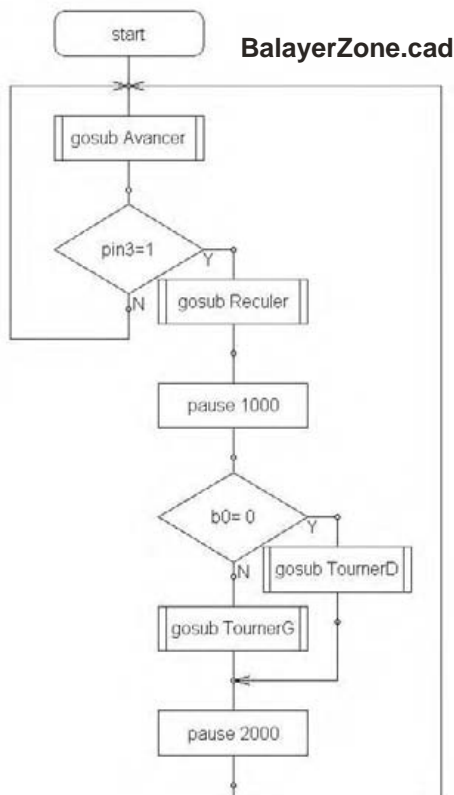 start
BalayerZone.cad
gosub Avancer
pin3=1
Y
N
gosub Reculer
pause 1000
b0= 0
Y
N
gosub TournerD
gosub TournerG
pause 2000